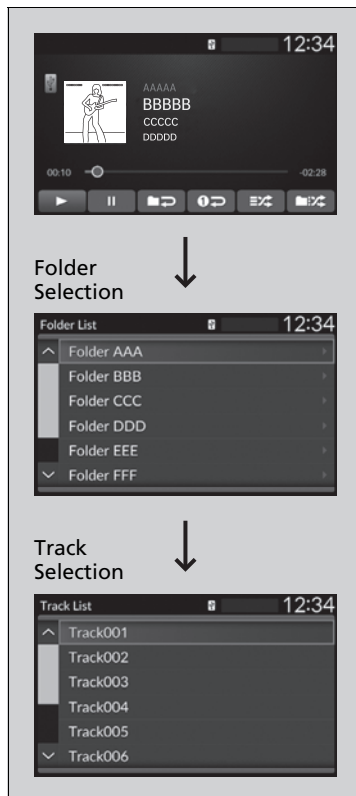 12:34
AAAAA
BBBBB
CCCCC
DDDDD
00:10 -02:28
1
Folder
Selection
Folder List 12:34
Folder AAA
Folder BBB
Folder CCC
Folder DDD
Folder EEE
Folder FFF
Track
Selection
Track List 12:34
Track001
Track002
Track003
Track004
Track005
Track006